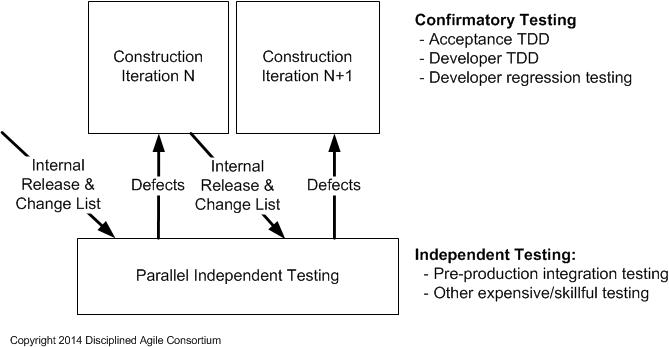 Construction
Iteration N
Construction
Iteration N+1
Confirmatory Testing
- Acceptance TDD
- Developer TDD
- Developer regression testing
Internal
Release &
Change List
Defects
Internal
Release &
Change List
Defects
Parallel Independent Testing
Independent Testing:
- Pre-production integration testing
- Other expensive/skillful testing
Copyright 2014 Disciplined Agile Consortium